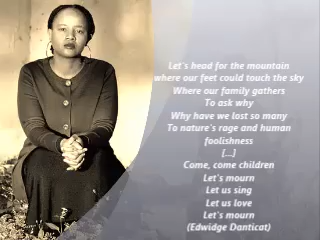 Let's head for the mountain
where our feet could touch the sky
Where our family gathers
To ask why
Why have we lost so many
To nature's rage and human
foolishness
[...]
Come, come children
Let's mourn
Let us sing
Let us love
Let's mourn
(Edwidge Danticat)